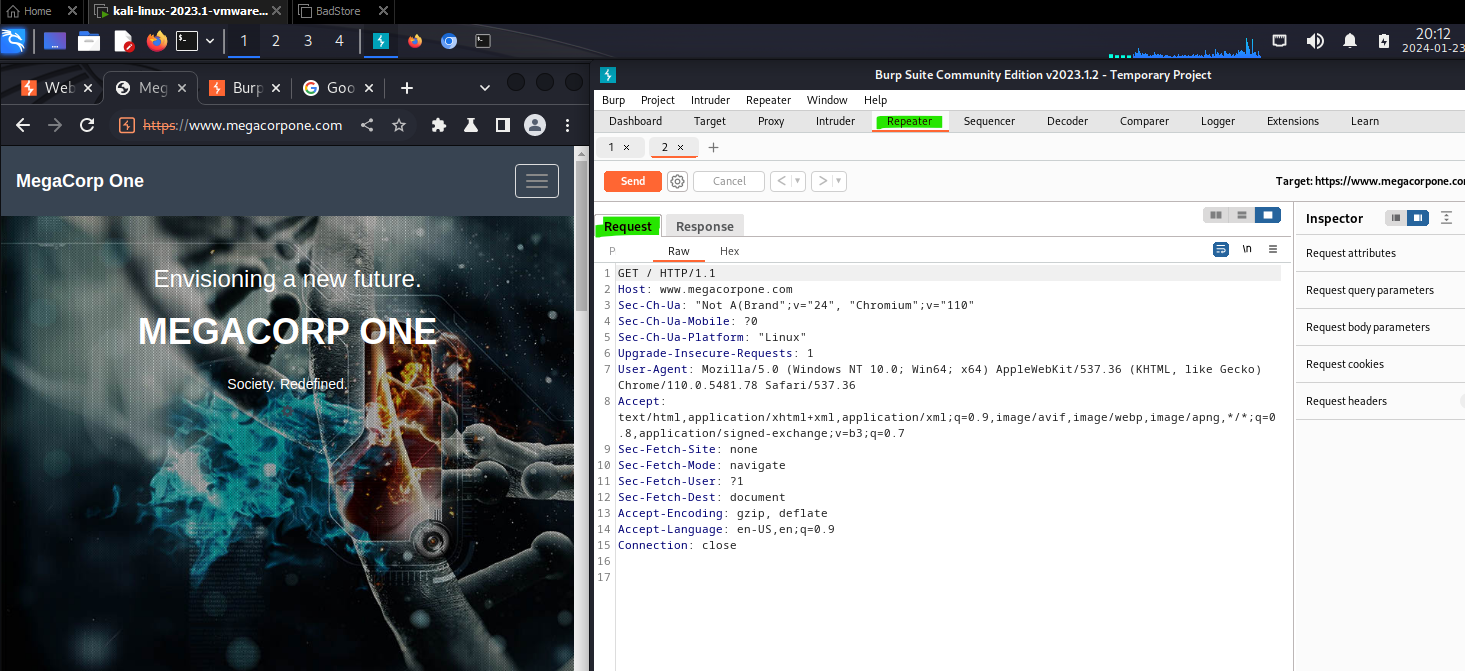 Home
kali-linux-2023.1-vmware...
BadStore
1 2 3 4
20:12
2024-01-23
Web
Meg
Burp
Goo
https://www.megacorpone.com
MegaCorp One
Envisioning a new future.
MEGACORP ONE
Society. Redefined.
Burp Suite Community Edition v2023.1.2 - Temporary Project
Burp Project Intruder Repeater Window Help
Dashboard Target Proxy Intruder Repeater Sequencer Decoder Comparer Logger Extensions Learn
1 × 2 × +
Send Cancel < >
Target: https://www.megacorpone.co
Request Response
P Raw Hex \n
1 GET / HTTP/1.1
2 Host: www.megacorpone.com
3 Sec-Ch-Ua: "Not A(Brand";v="24", "Chromium";v="110"
4 Sec-Ch-Ua-Mobile: ?0
5 Sec-Ch-Ua-Platform: "Linux"
6 Upgrade-Insecure-Requests: 1
7 User-Agent: Mozilla/5.0 (Windows NT 10.0; Win64; x64) AppleWebKit/537.36 (KHTML, like Gecko)
Chrome/110.0.5481.78 Safari/537.36
8 Accept:
text/html,application/xhtml+xml,application/xml;q=0.9,image/avif,image/webp,image/apng,*/*;q=0
.8,application/signed-exchange;v=b3;q=0.7
9 Sec-Fetch-Site: none
10 Sec-Fetch-Mode: navigate
11 Sec-Fetch-User: ?1
12 Sec-Fetch-Dest: document
13 Accept-Encoding: gzip, deflate
14 Accept-Language: en-US,en;q=0.9
15 Connection: close
16
17
Inspector
Request attributes
Request query parameters
Request body parameters
Request cookies
Request headers